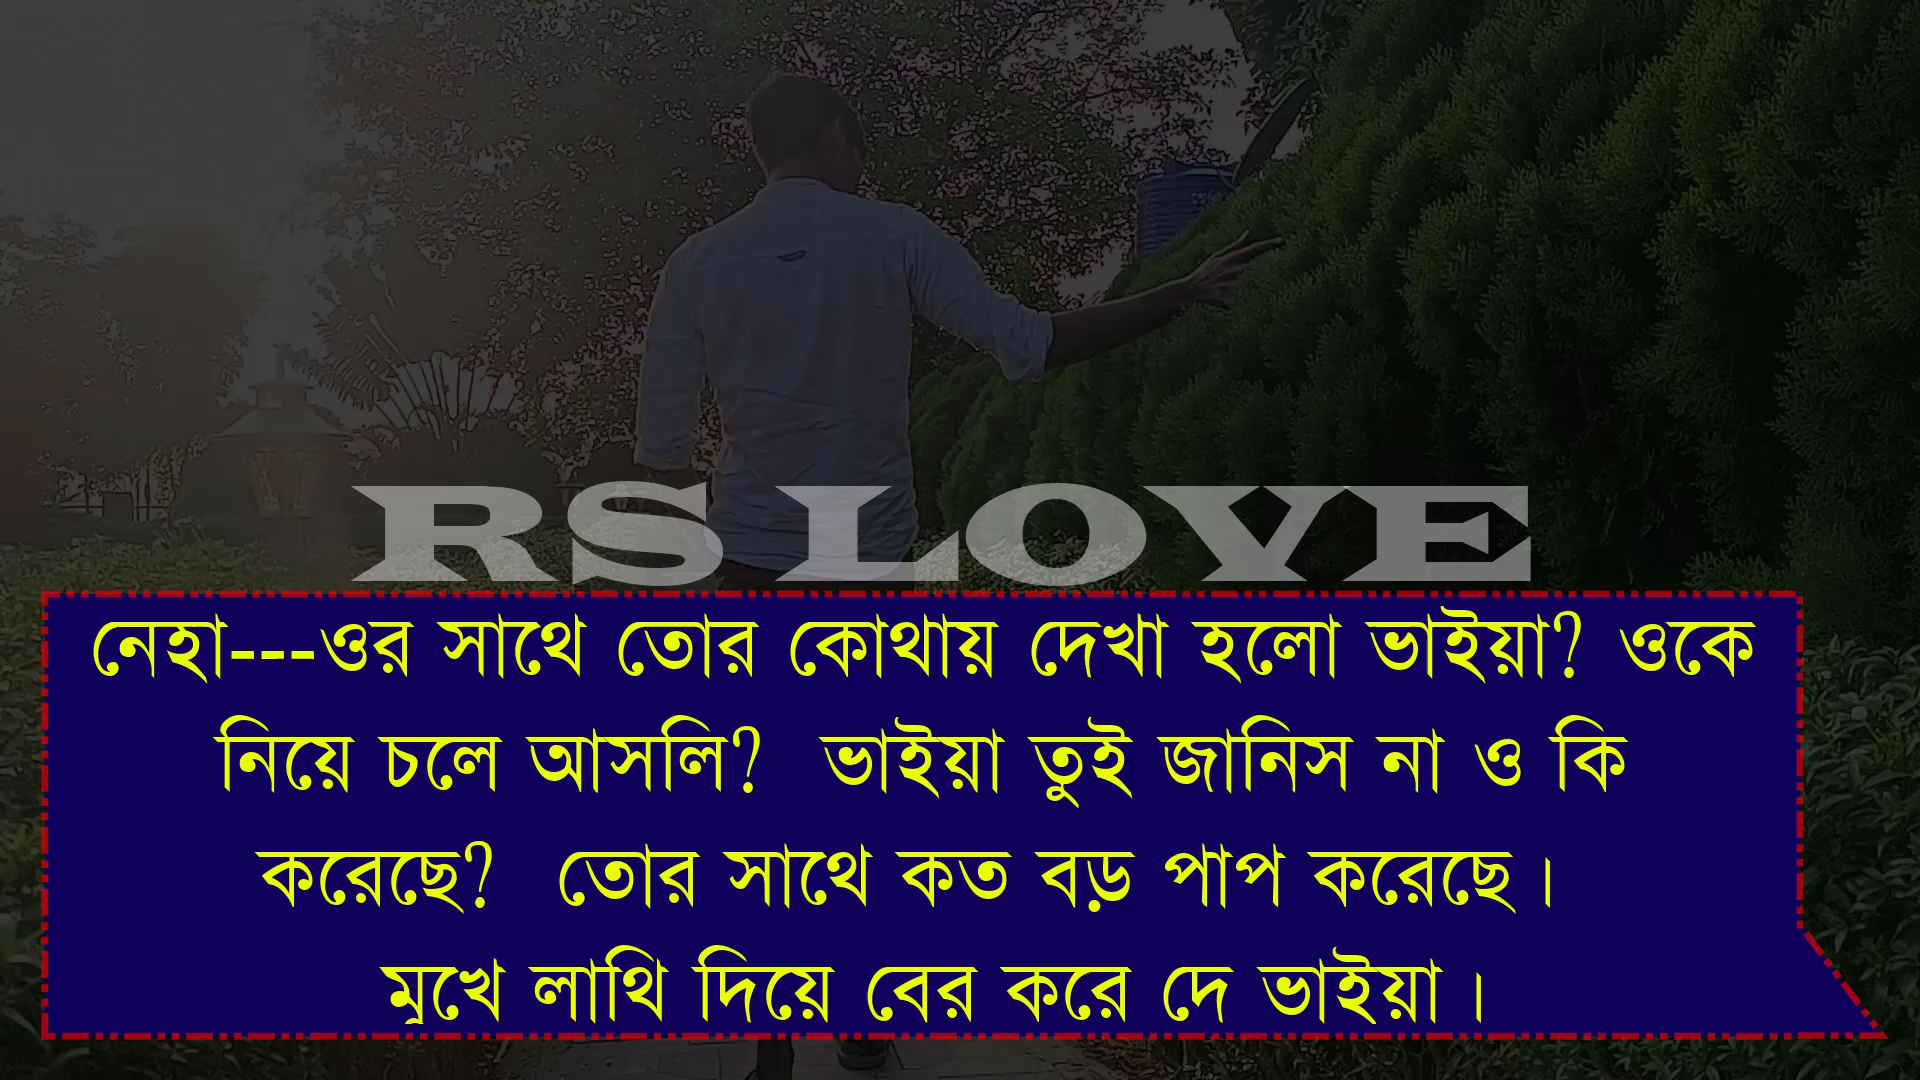 RS LOVE
নেহা---ওর সাথে তোর কোথায় দেখা হলো ভাইয়া? ওকে
নিয়ে চলে আসলি? ভাইয়া তুই জানিস না ও কি
করেছে? তোর সাথে কত বড় পাপ করেছে।
মুখে লাথি দিয়ে বের করে দে ভাইয়া।